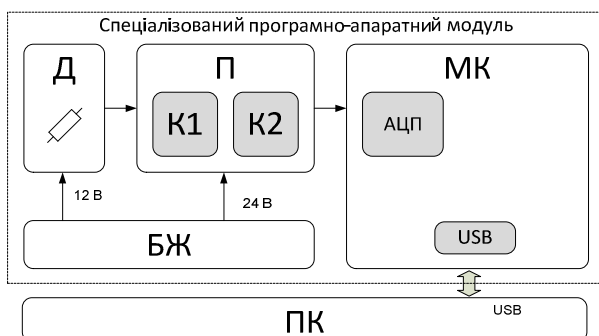 Спеціалізований програмно-апаратний модуль
Д
П
МК
К1
К2
АЦП
12 В
24 В
БЖ
USB
USB
ПК